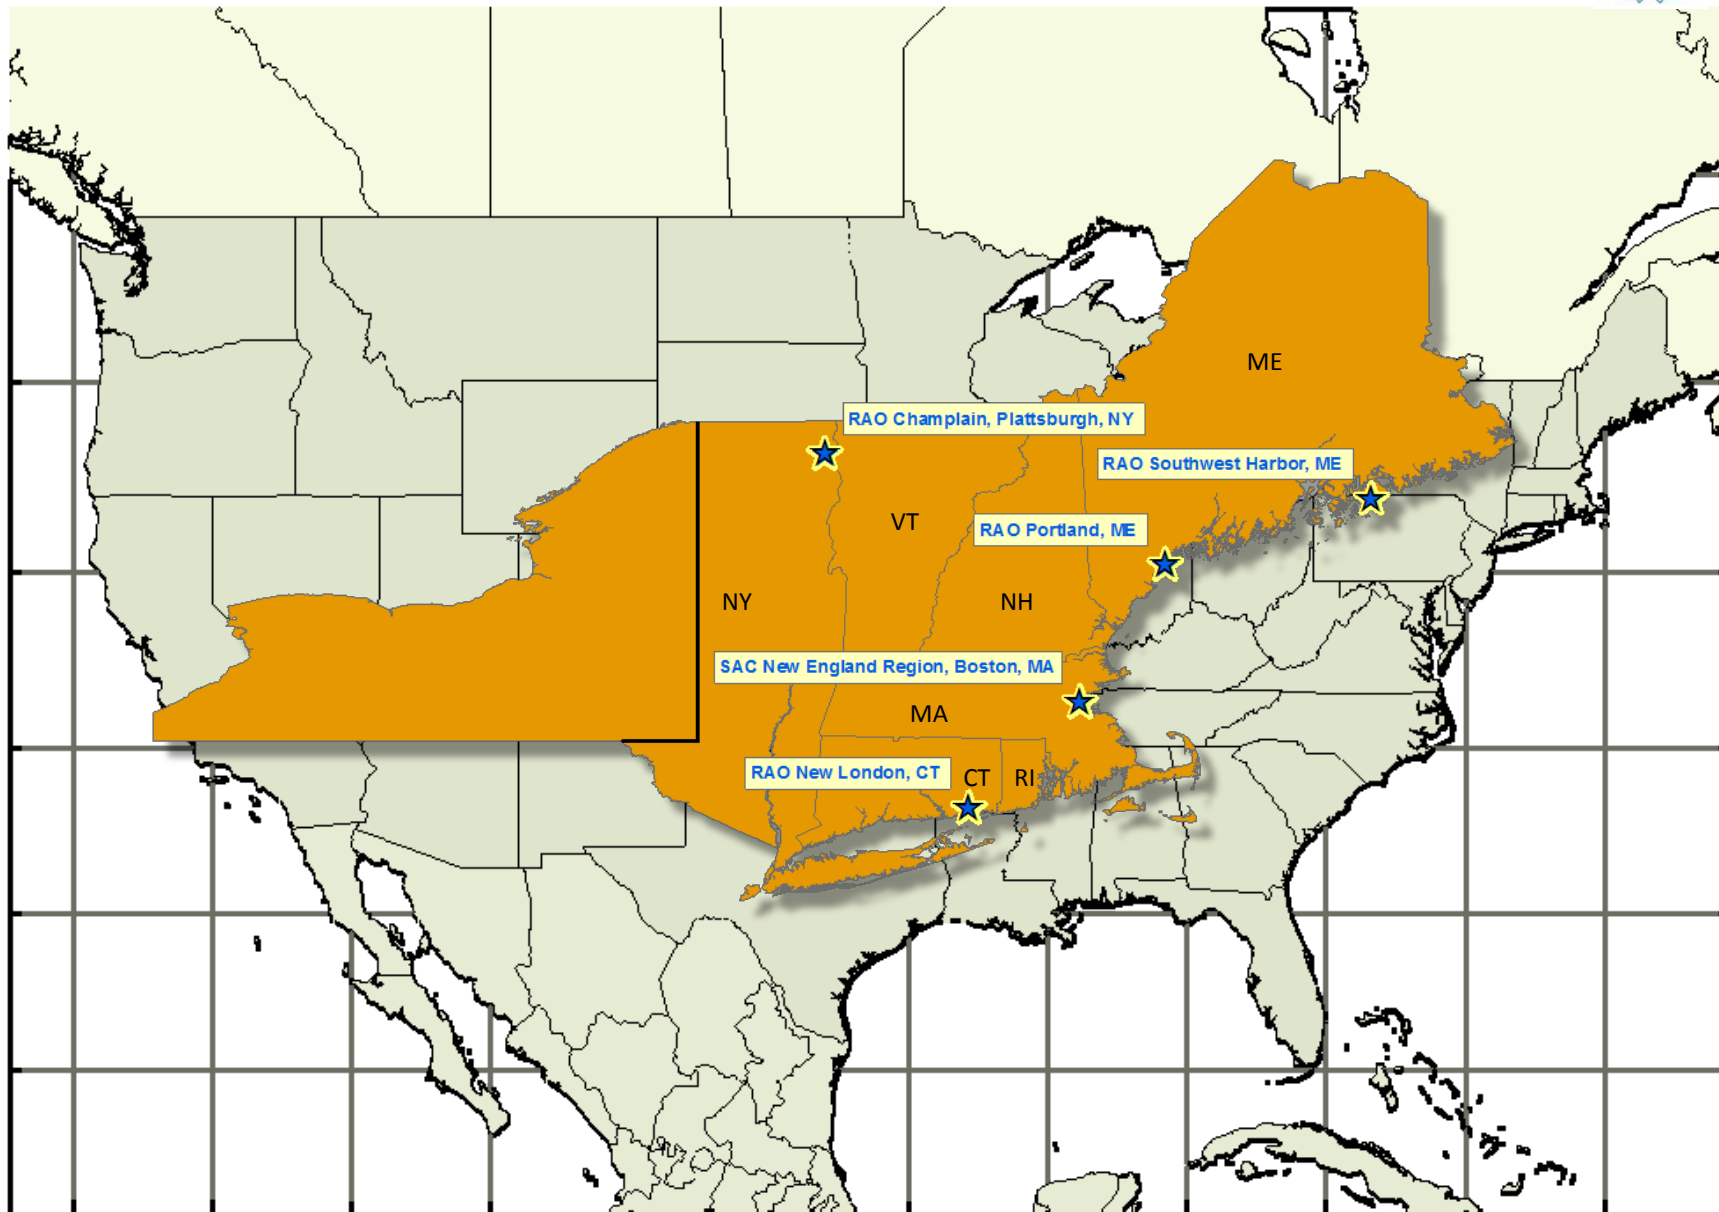 ME
RAO Champlain, Plattsburgh, NY
RAO Southwest Harbor, ME
VT
RAO Portland, ME
NY
NH
SAC New England Region, Boston, MA
MA
RAO New London, CT
CT
RI